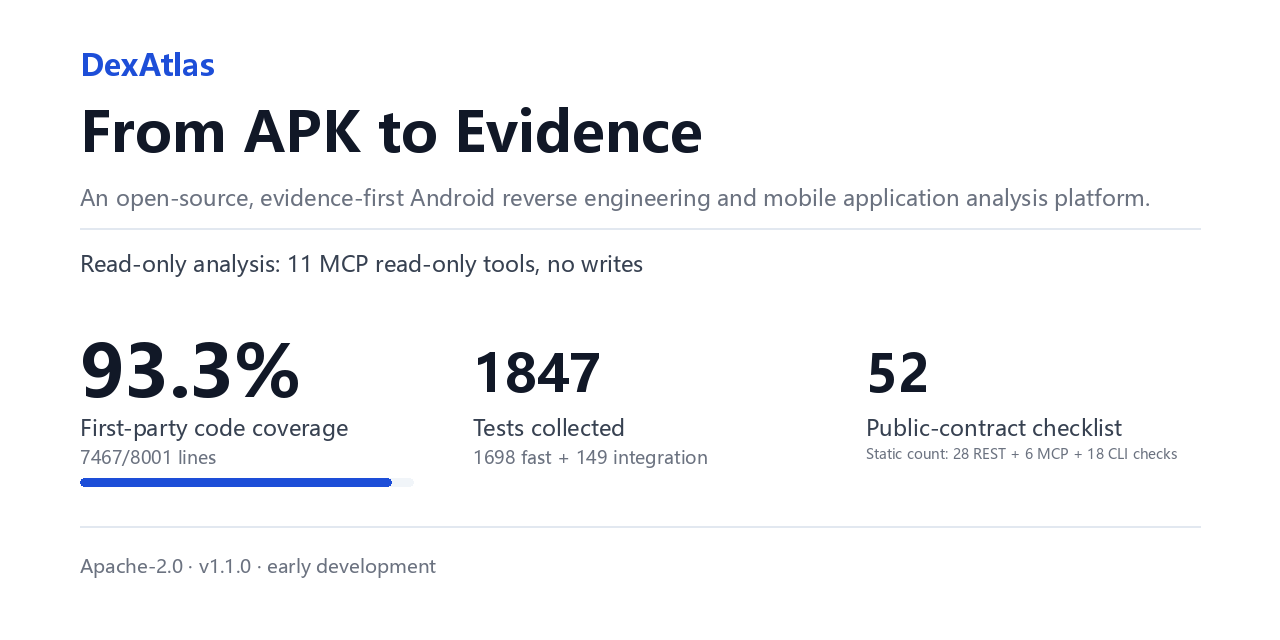 DexAtlas
From APK to Evidence
An open-source, evidence-first Android reverse engineering and mobile application analysis platform.
Read-only analysis: 11 MCP read-only tools, no writes
93.3%
First-party code coverage
7467/8001 lines
1847
Tests collected
1698 fast + 149 integration
52
Public-contract checklist
Static count: 28 REST + 6 MCP + 18 CLI checks
Apache-2.0 · v1.1.0 · early development